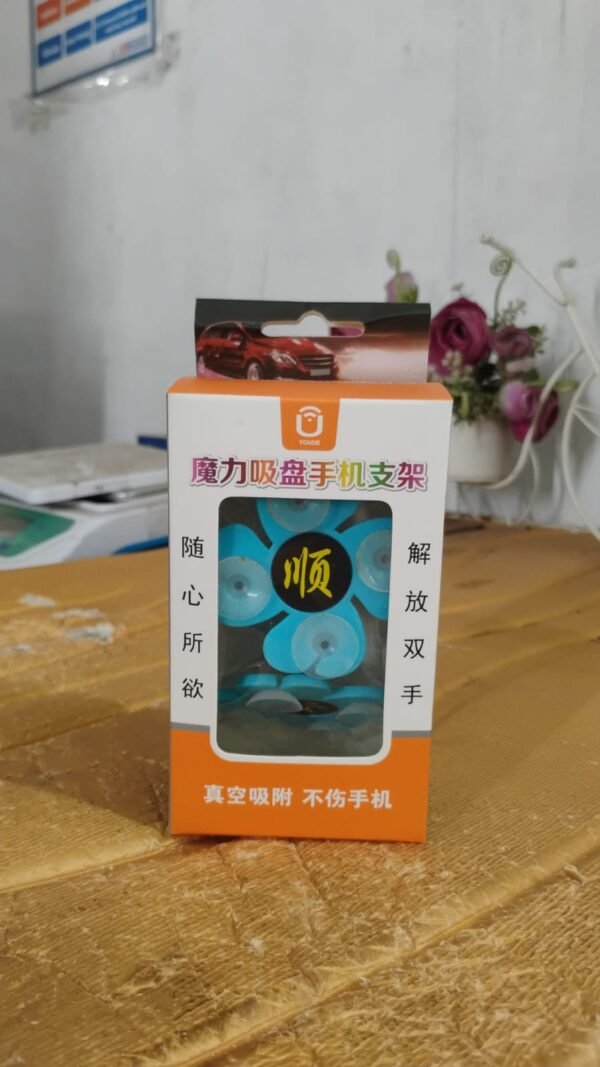 YOUDE
魔力吸盘手机支架
随心所欲
顺
解放双手
真空吸附 不伤手机